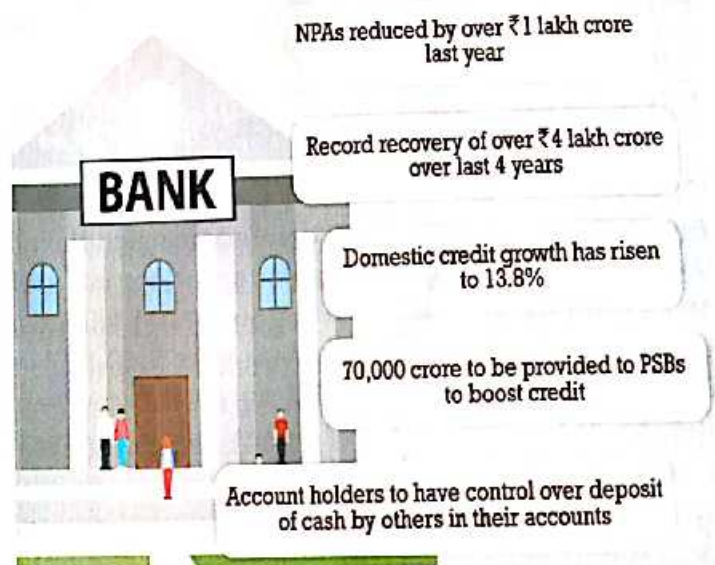 NPAs reduced by over ₹1 lakh crore
last year
Record recovery of over ₹4 lakh crore
over last 4 years
BANK
Domestic credit growth has risen
to 13.8%
70,000 crore to be provided to PSBs
to boost credit
Account holders to have control over deposit
of cash by others in their accounts